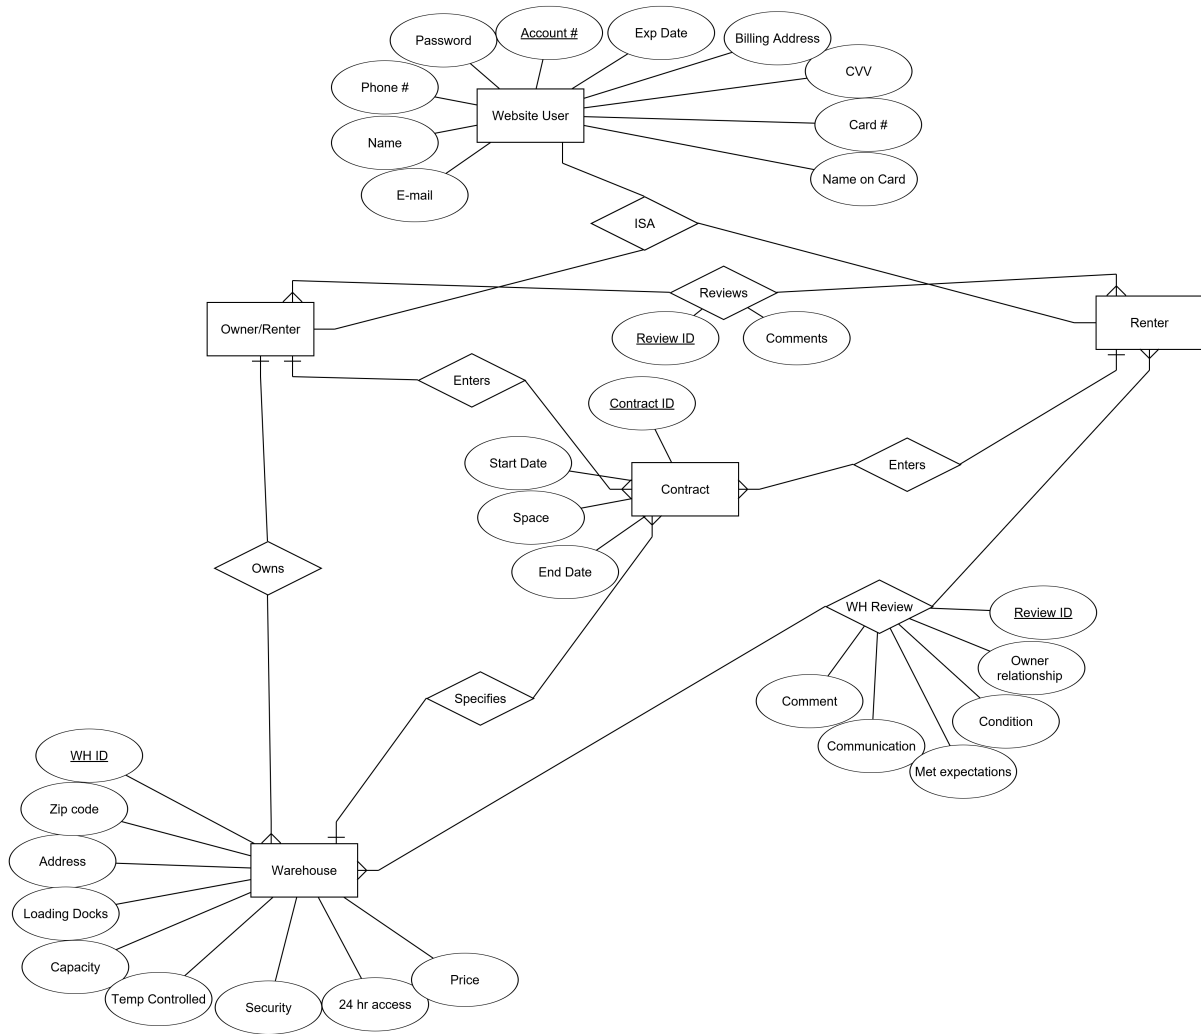 Password
Account #
Exp Date
Billing Address
CVV
Phone #
Website User
Card #
Name
Name on Card
E-mail
ISA
Reviews
Owner/Renter
Renter
Review ID
Comments
Enters
Contract ID
Start Date
Enters
Contract
Space
End Date
Owns
WH Review
Review ID
Owner
relationship
Specifies
Comment
Condition
Communication
Met expectations
WH ID
Zip code
Address
Warehouse
Loading Docks
Capacity
Temp Controlled
Security
24 hr access
Price